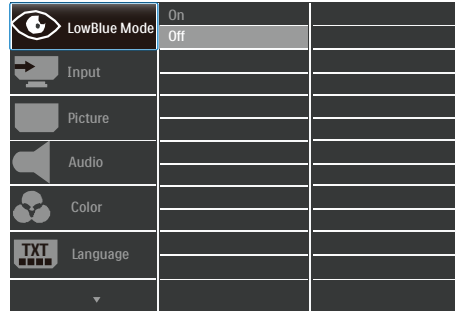 LowBlue Mode
On
Off
Input
Picture
Audio
Color
TXT
Language